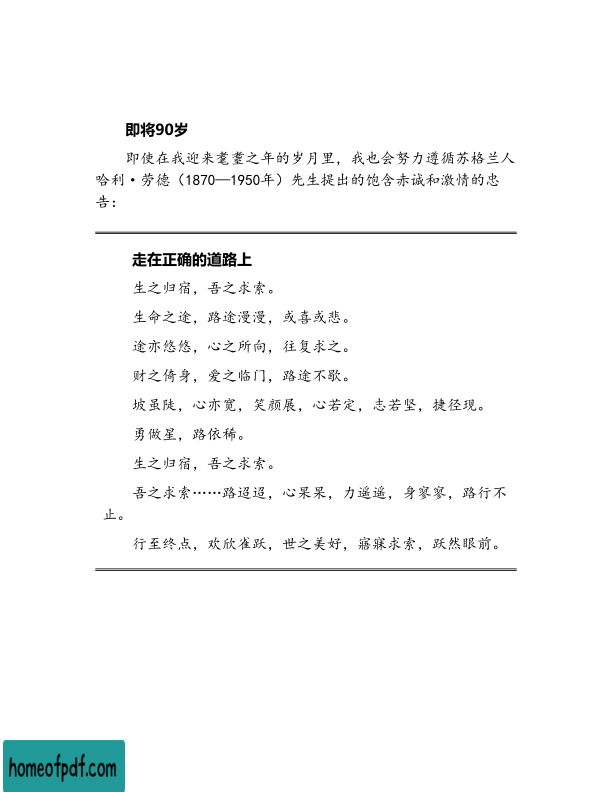 即将90岁
即使在我迎来耄耋之年的岁月里，我也会努力遵循苏格兰人
哈利·劳德（1870—1950年）先生提出的饱含赤诚和激情的忠
告：
走在正确的道路上
生之归宿，吾之求索。
生命之途，路途漫漫，或喜或悲。
途亦悠悠，心之所向，往复求之。
财之倚身，爱之临门，路途不歇。
坡虽陡，心亦宽，笑颜展，心若定，志若坚，捷径现。
勇做星，路依稀。
生之归宿，吾之求索。
吾之求索……路迢迢，心杲杲，力遥遥，身寥寥，路行不
止。
行至终点，欢欣雀跃，世之美好，寤寐求索，跃然眼前。
homeofpdf.com